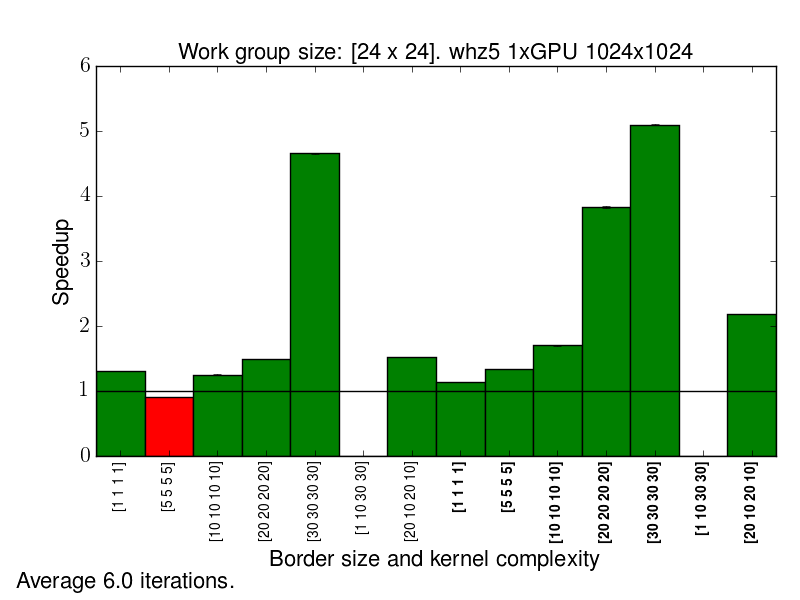 Work group size: [24 x 24]. whz5 1xGPU 1024x1024
6
5
4
3
2
1
0
Speedup
[1 1 1 1]
[5 5 5 5]
[10 10 10 10]
[20 20 20 20]
[30 30 30 30]
[1 10 30 30]
[20 10 20 10]
[1 1 1 1]
[5 5 5 5]
[10 10 10 10]
[20 20 20 20]
[30 30 30 30]
[1 10 30 30]
[20 10 20 10]
Border size and kernel complexity
Average 6.0 iterations.